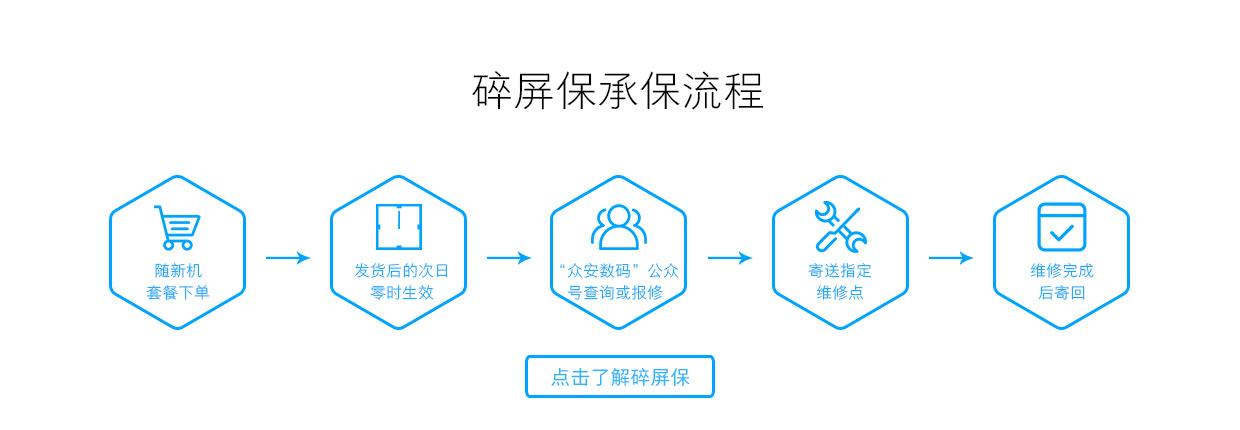 碎屏保承保流程
随新机
套餐下单
发货后的次日
零时生效
“众安数码”公众
号查询或报修
寄送指定
维修点
维修完成
后寄回
点击了解碎屏保